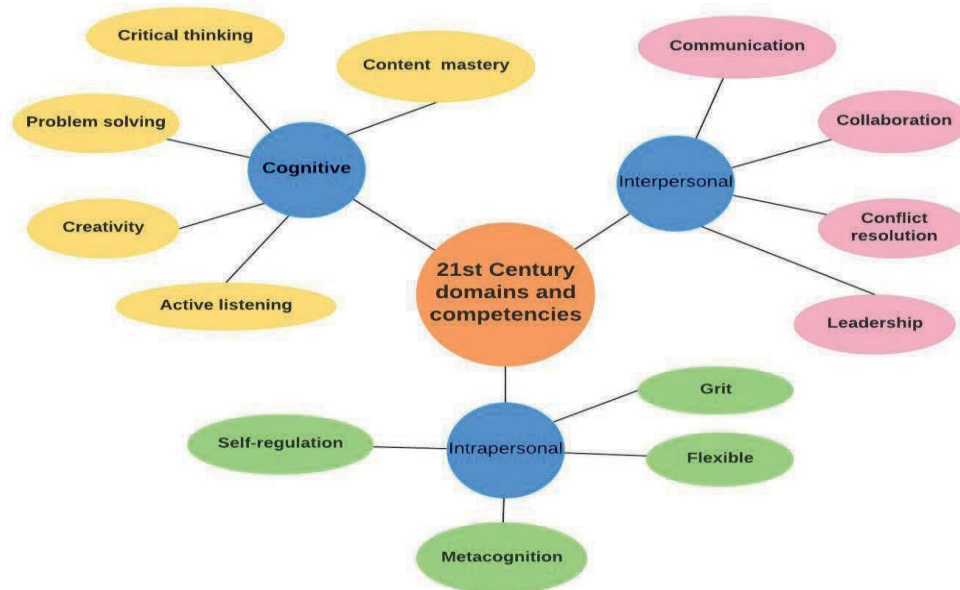 Critical thinking
Content mastery
Problem solving
Cognitive
Creativity
Active listening
Communication
Collaboration
Interpersonal
Conflict
resolution
Leadership
21st Century
domains and
competencies
Grit
Self-regulation
Intrapersonal
Flexible
Metacognition